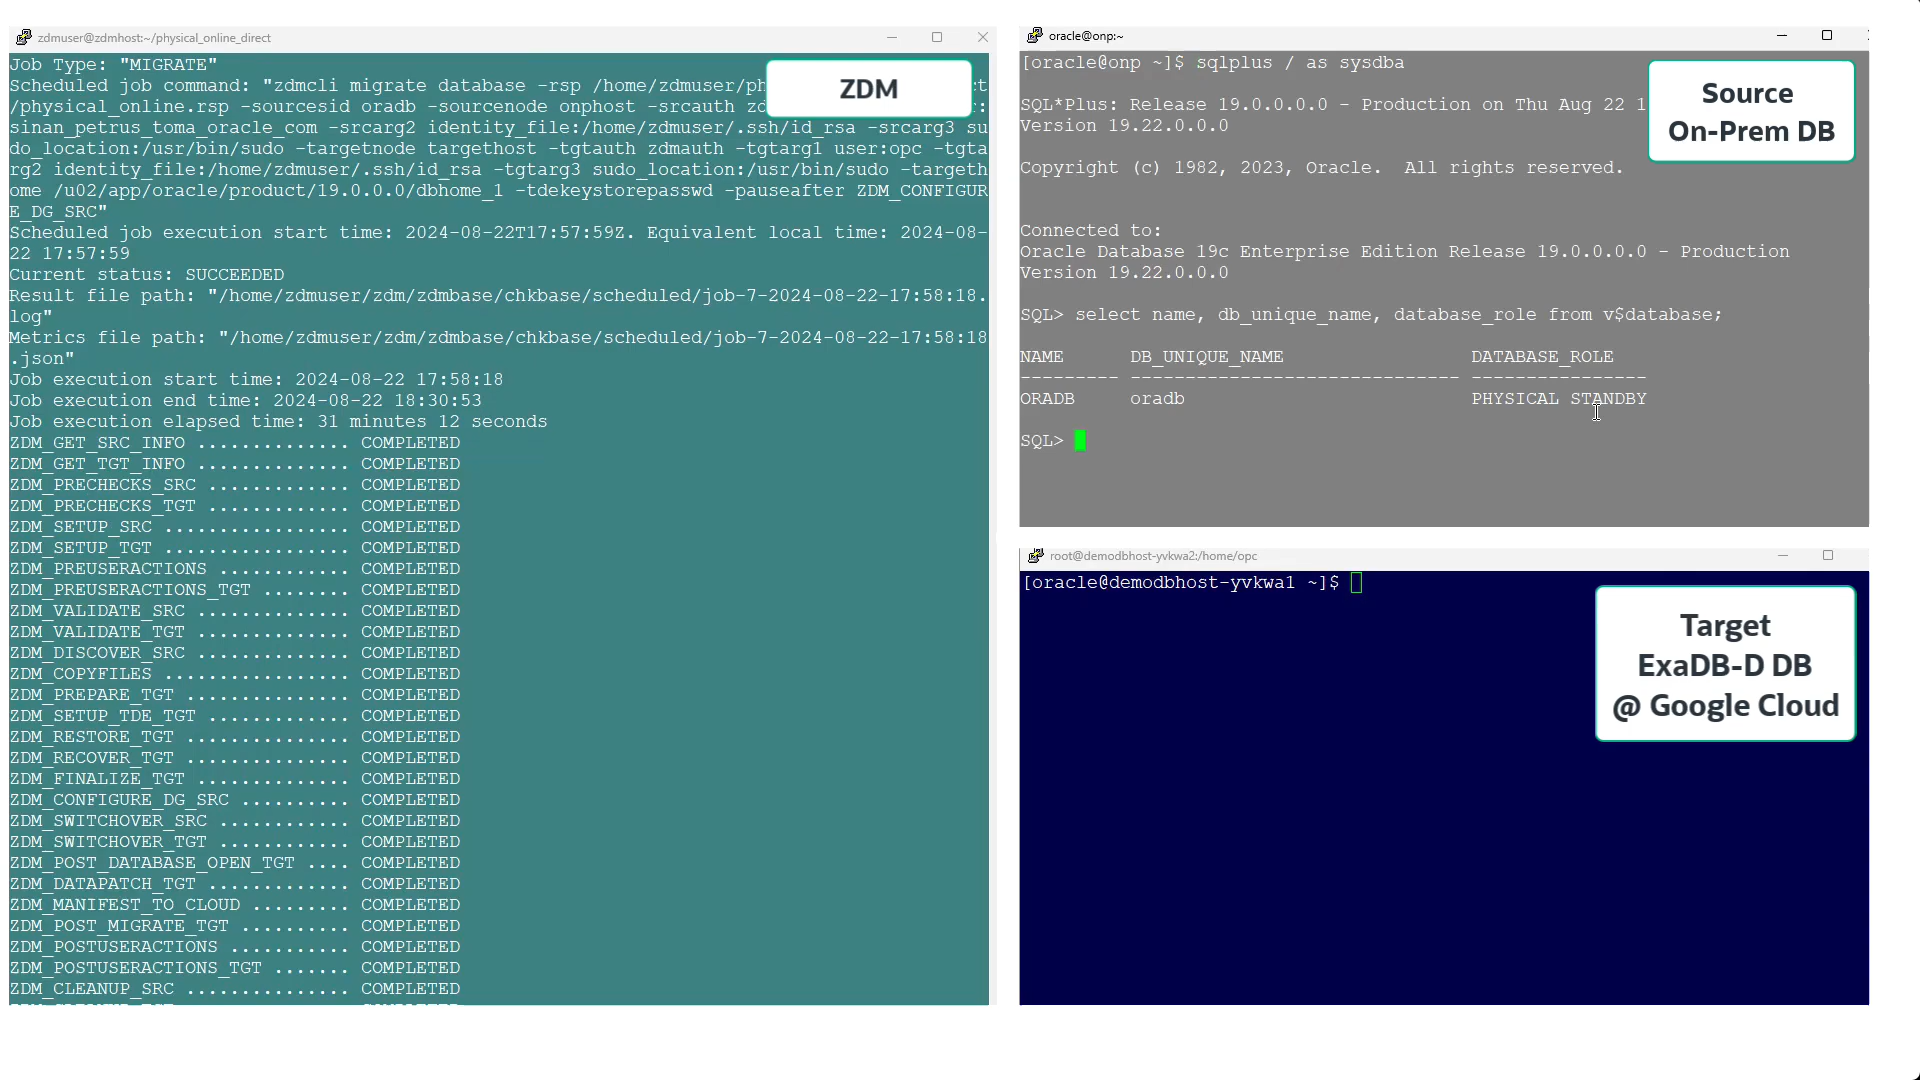 zdmuser@zdmhost:~/physical_online_direct
Job Type: "MIGRATE"
Scheduled job command: "zdmcli migrate database -rsp /home/zdmuser/ph ct
/physical_online.rsp -sourcesid oradb -sourcenode onphost -srcauth zd r:
sinan_petrus_toma_oracle_com -srcarg2 identity_file:/home/zdmuser/.ssh/id_rsa -srcarg3 su
do_location:/usr/bin/sudo -targetnode targethost -tgtauth zdmauth -tgtarg1 user:opc -tgta
rg2 identity_file:/home/zdmuser/.ssh/id_rsa -tgtarg3 sudo_location:/usr/bin/sudo -targeth
ome /u02/app/oracle/product/19.0.0.0/dbhome_1 -tdekeystorepasswd -pauseafter ZDM_CONFIGUR
E_DG_SRC"
Scheduled job execution start time: 2024-08-22T17:57:59Z. Equivalent local time: 2024-08-
22 17:57:59
Current status: SUCCEEDED
Result file path: "/home/zdmuser/zdm/zdmbase/chkbase/scheduled/job-7-2024-08-22-17:58:18.
log"
Metrics file path: "/home/zdmuser/zdm/zdmbase/chkbase/scheduled/job-7-2024-08-22-17:58:18
.json"
Job execution start time: 2024-08-22 17:58:18
Job execution end time: 2024-08-22 18:30:53
Job execution elapsed time: 31 minutes 12 seconds
ZDM_GET_SRC_INFO .............. COMPLETED
ZDM_GET_TGT_INFO .............. COMPLETED
ZDM_PRECHECKS_SRC ............. COMPLETED
ZDM_PRECHECKS_TGT ............. COMPLETED
ZDM_SETUP_SRC ................. COMPLETED
ZDM_SETUP_TGT ................. COMPLETED
ZDM_PREUSERACTIONS ............ COMPLETED
ZDM_PREUSERACTIONS_TGT ........ COMPLETED
ZDM_VALIDATE_SRC .............. COMPLETED
ZDM_VALIDATE_TGT .............. COMPLETED
ZDM_DISCOVER_SRC .............. COMPLETED
ZDM_COPYFILES ................. COMPLETED
ZDM_PREPARE_TGT ............... COMPLETED
ZDM_SETUP_TDE_TGT ............. COMPLETED
ZDM_RESTORE_TGT ............... COMPLETED
ZDM_RECOVER_TGT ............... COMPLETED
ZDM_FINALIZE_TGT .............. COMPLETED
ZDM_CONFIGURE_DG_SRC .......... COMPLETED
ZDM_SWITCHOVER_SRC ............ COMPLETED
ZDM_SWITCHOVER_TGT ............ COMPLETED
ZDM_POST_DATABASE_OPEN_TGT .... COMPLETED
ZDM_DATAPATCH_TGT ............. COMPLETED
ZDM_MANIFEST_TO_CLOUD ......... COMPLETED
ZDM_POST_MIGRATE_TGT .......... COMPLETED
ZDM_POSTUSERACTIONS ........... COMPLETED
ZDM_POSTUSERACTIONS_TGT ....... COMPLETED
ZDM_CLEANUP_SRC ............... COMPLETED
ZDM
oracle@onp:~
[oracle@onp ~]$ sqlplus / as sysdba
SQL*Plus: Release 19.0.0.0.0 - Production on Thu Aug 22 1
Version 19.22.0.0.0
Copyright (c) 1982, 2023, Oracle.  All rights reserved.
Connected to:
Oracle Database 19c Enterprise Edition Release 19.0.0.0.0 - Production
Version 19.22.0.0.0
SQL> select name, db_unique_name, database_role from v$database;
NAME      DB_UNIQUE_NAME                 DATABASE_ROLE
--------- ------------------------------ ----------------
ORADB     oradb                          PHYSICAL STANDBY
SQL>
Source
On-Prem DB
root@demodbhost-yvkwa2:/home/opc
[oracle@demodbhost-yvkwa1 ~]$
Target
ExaDB-D DB
@ Google Cloud